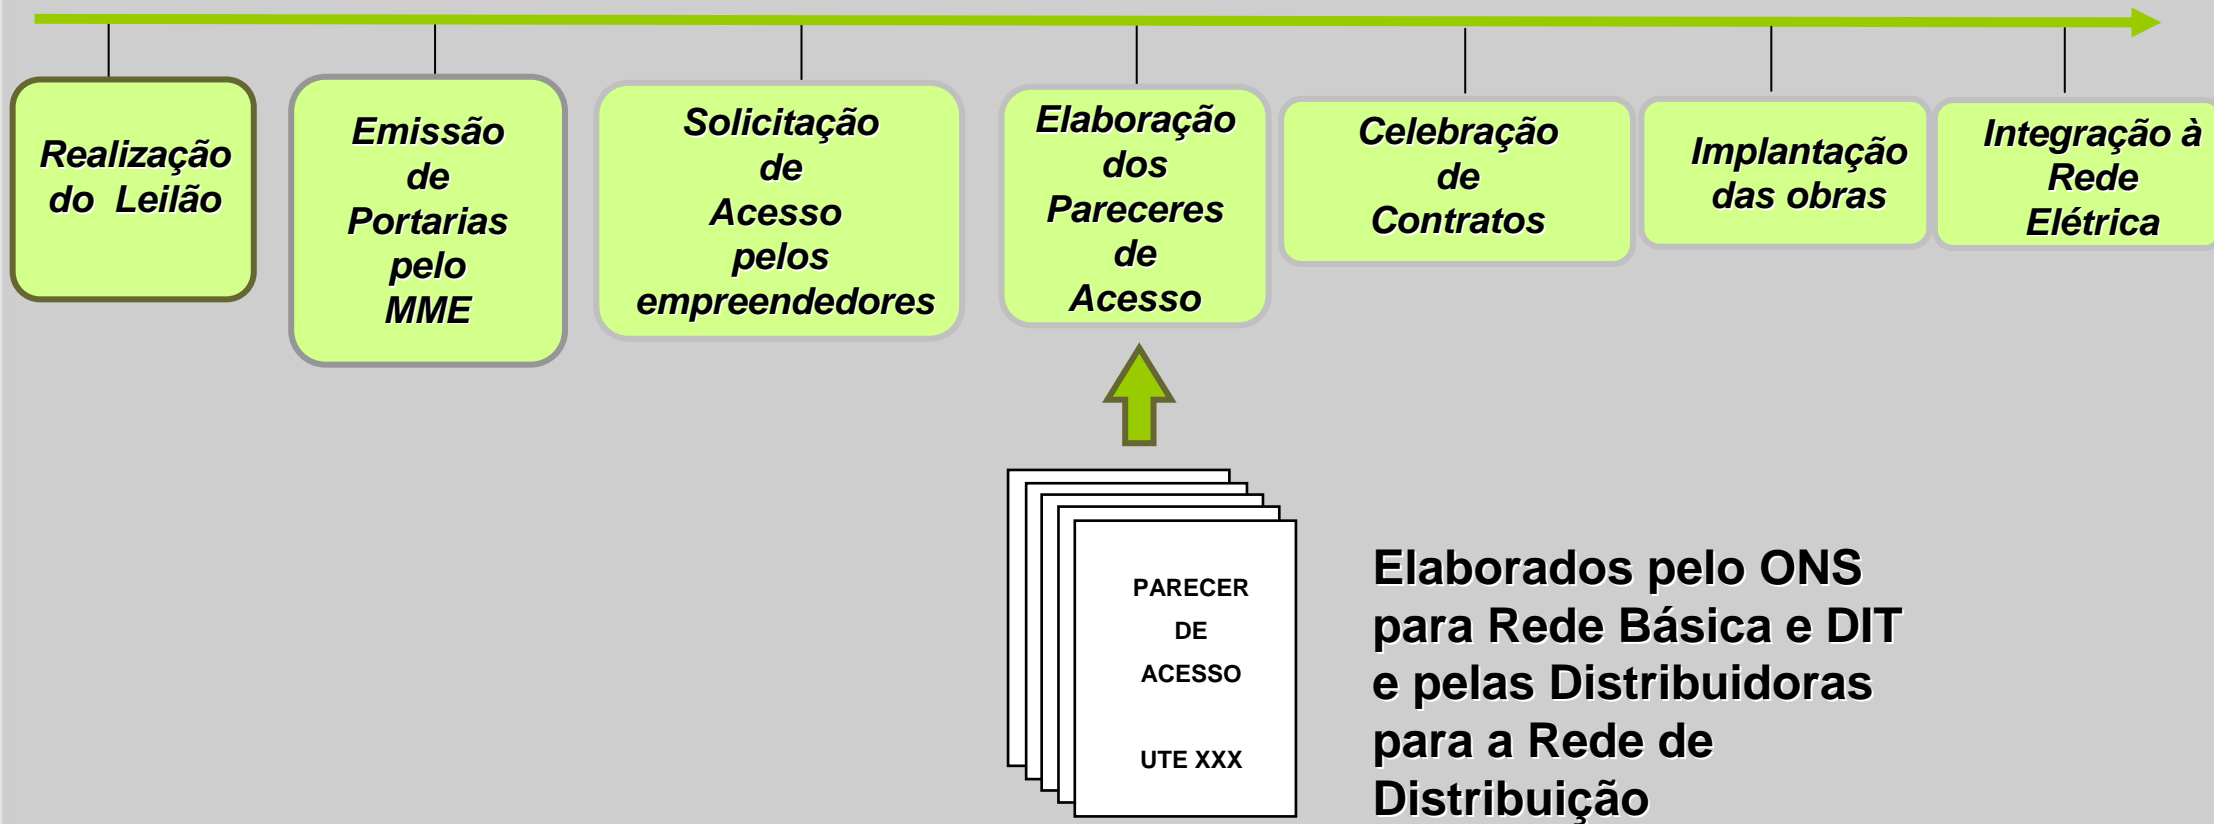 Realização
do Leilão
Emissão
de
Portarias
pelo
MME
Solicitação
de
Acesso
pelos
empreendedores
Elaboração
dos
Pareceres
de
Acesso
Celebração
de
Contratos
Implantação
das obras
Integração à
Rede
Elétrica
PARECER
DE
ACESSO
UTE XXX
Elaborados pelo ONS
para Rede Básica e DIT
e pelas Distribuidoras
para a Rede de
Distribuição